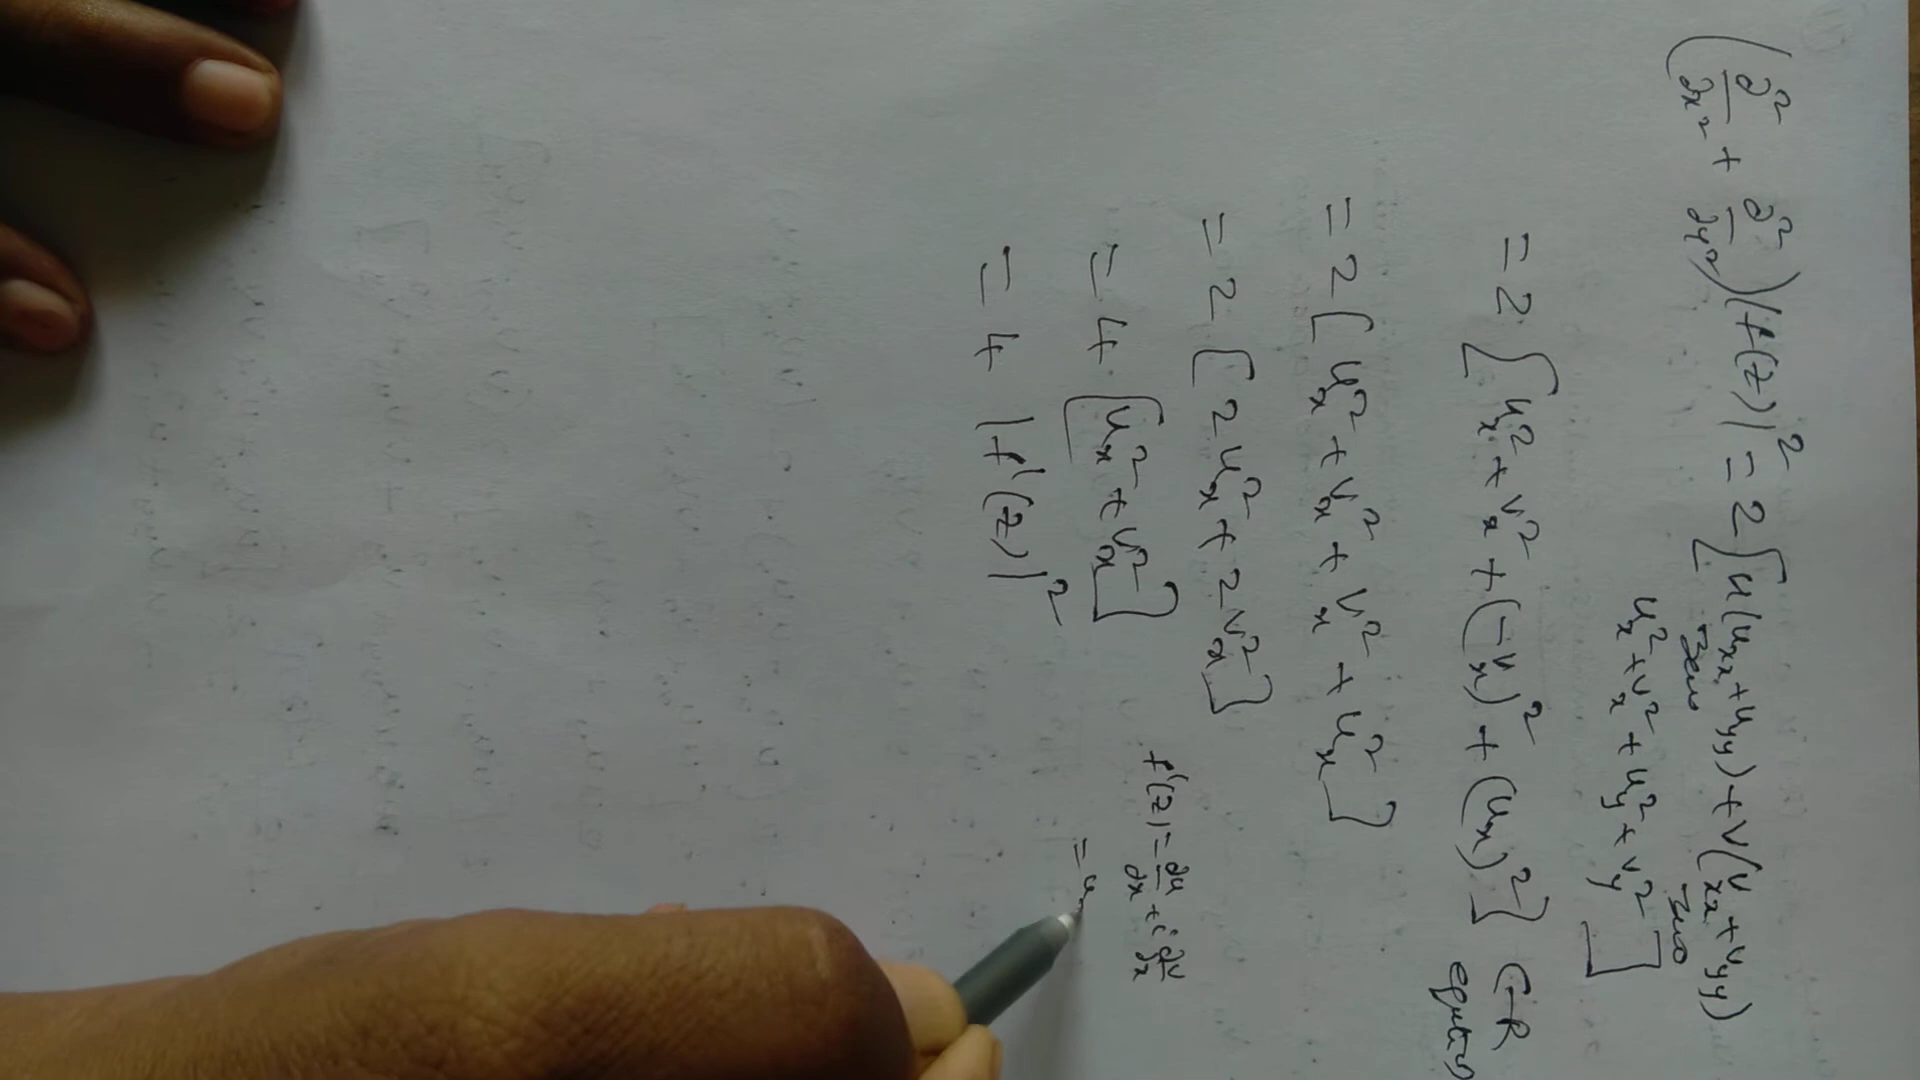 (∂²/∂x² + ∂²/∂y²) |f(z)|² = 2[u(uxx + uyy) + v(vxx + vyy)
zero zero
ux² + vx² + uy² + vy²]
= 2[ux² + vx² + (-vx)² + (ux)²] C-R
= 2[ux² + vx² + vx² + ux²]
= 2[2ux² + 2vx²]
= 4[ux² + vx²]
f'(z) = ∂u/∂x + i ∂v/∂x
= 4 |f'(z)|²
= u